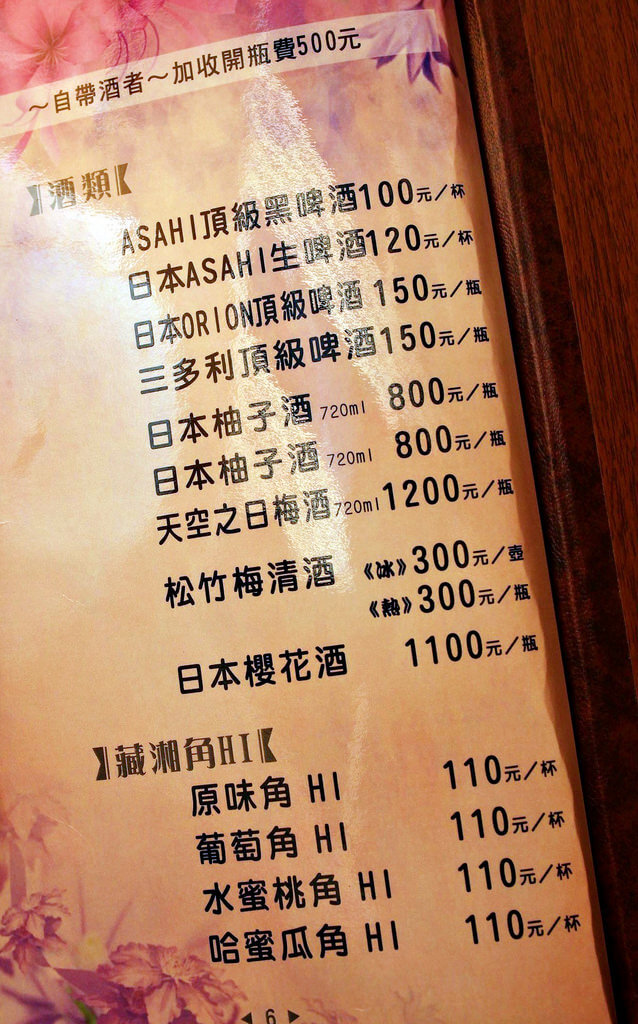 ～自帶酒者～加收開瓶費500元
酒類
ASAHI頂級黑啤酒100元／杯
日本ASAHI生啤酒120元／杯
日本ORION頂級啤酒 150元／瓶
三多利頂級啤酒150元／瓶
日本柚子酒 720ml 800元／瓶
日本柚子酒 720ml 800元／瓶
天空之日梅酒720ml1200元／瓶
松竹梅清酒 《冰》300元／壺
《熱》300元／瓶
日本櫻花酒 1100元／瓶
藏湘角HI
原味角 HI 110元／杯
葡萄角 HI 110元／杯
水蜜桃角 HI 110元／杯
哈蜜瓜角 HI 110元／杯
◀ 6 ▶